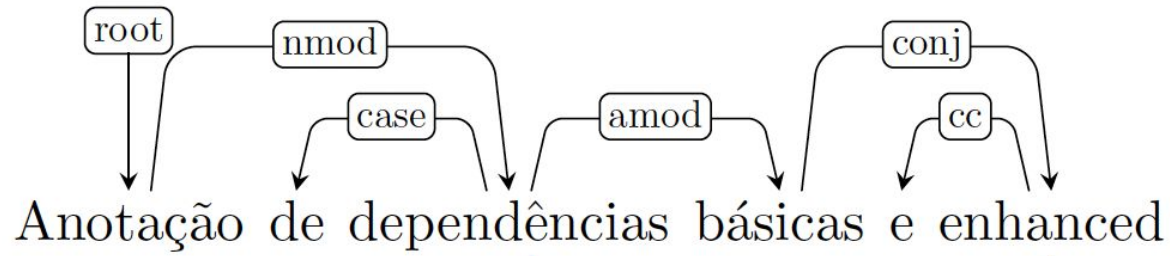 root nmod conj
case amod cc
Anotação de dependências básicas e enhanced